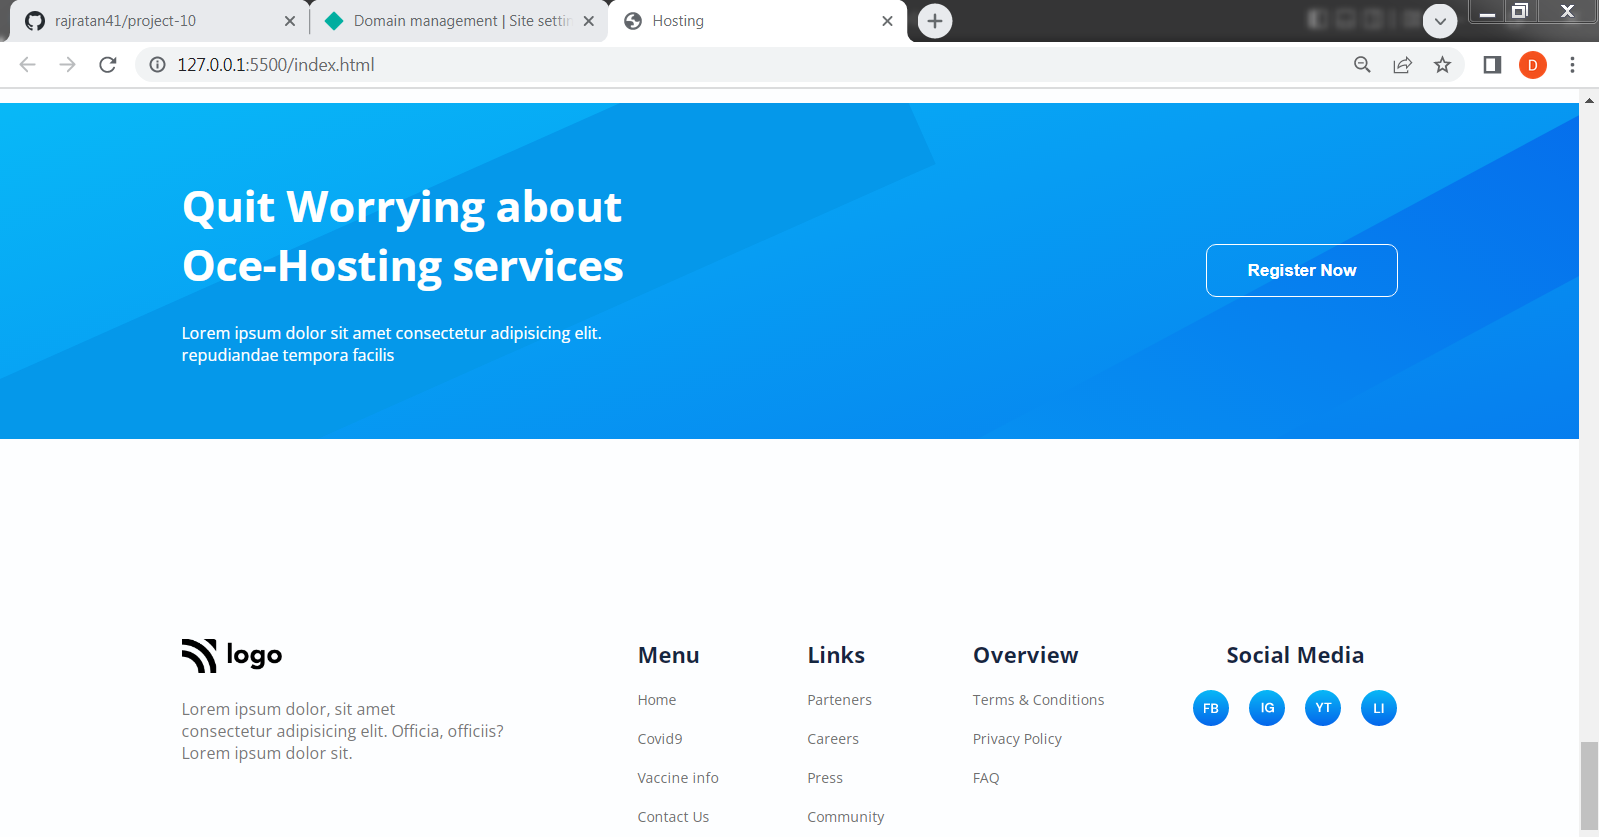 rajratan41/project-10
Domain management | Site settin
Hosting
127.0.0.1:5500/index.html
D
Quit Worrying about
Oce-Hosting services
Lorem ipsum dolor sit amet consectetur adipisicing elit.
repudiandae tempora facilis
Register Now
logo
Lorem ipsum dolor, sit amet
consectetur adipisicing elit. Officia, officiis?
Lorem ipsum dolor sit.
Menu
Home
Covid9
Vaccine info
Contact Us
Links
Parteners
Careers
Press
Community
Overview
Terms & Conditions
Privacy Policy
FAQ
Social Media
FB IG YT LI